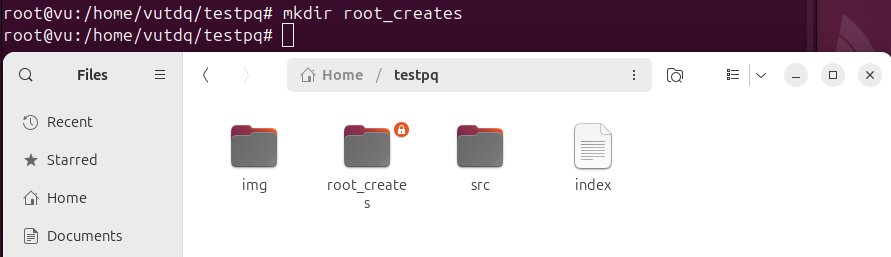 root@vu:/home/vutdq/testpq# mkdir root_creates
root@vu:/home/vutdq/testpq#
Files
Home / testpq
Recent
Starred
Home
Documents
img
root_create
s
src
index